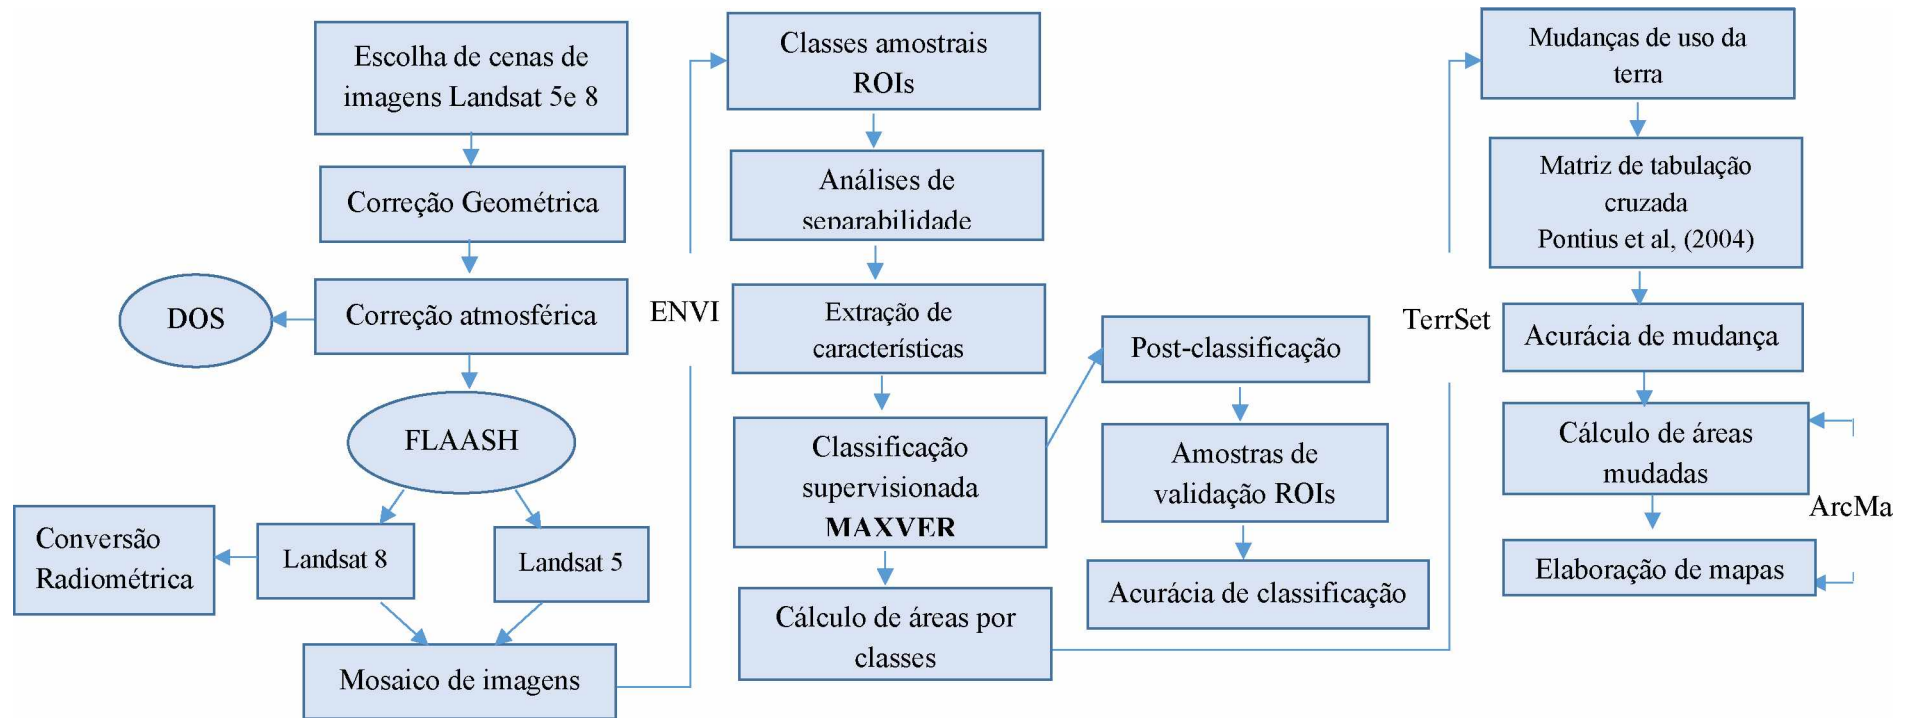 Escolha de cenas de
imagens Landsat 5e 8
Correção Geométrica
Correção atmosférica
DOS
FLAASH
Landsat 8
Landsat 5
Conversão
Radiométrica
Mosaico de imagens
ENVI
Classes amostrais
ROIs
Análises de
separabilidade
Extração de
características
Classificação
supervisionada
MAXVER
Cálculo de áreas por
classes
Post-classificação
Amostras de
validação ROIs
Acurácia de classificação
TerrSet
Mudanças de uso da
terra
Matriz de tabulação
cruzada
Pontius et al, (2004)
Acurácia de mudança
Cálculo de áreas
mudadas
ArcMa
Elaboração de mapas